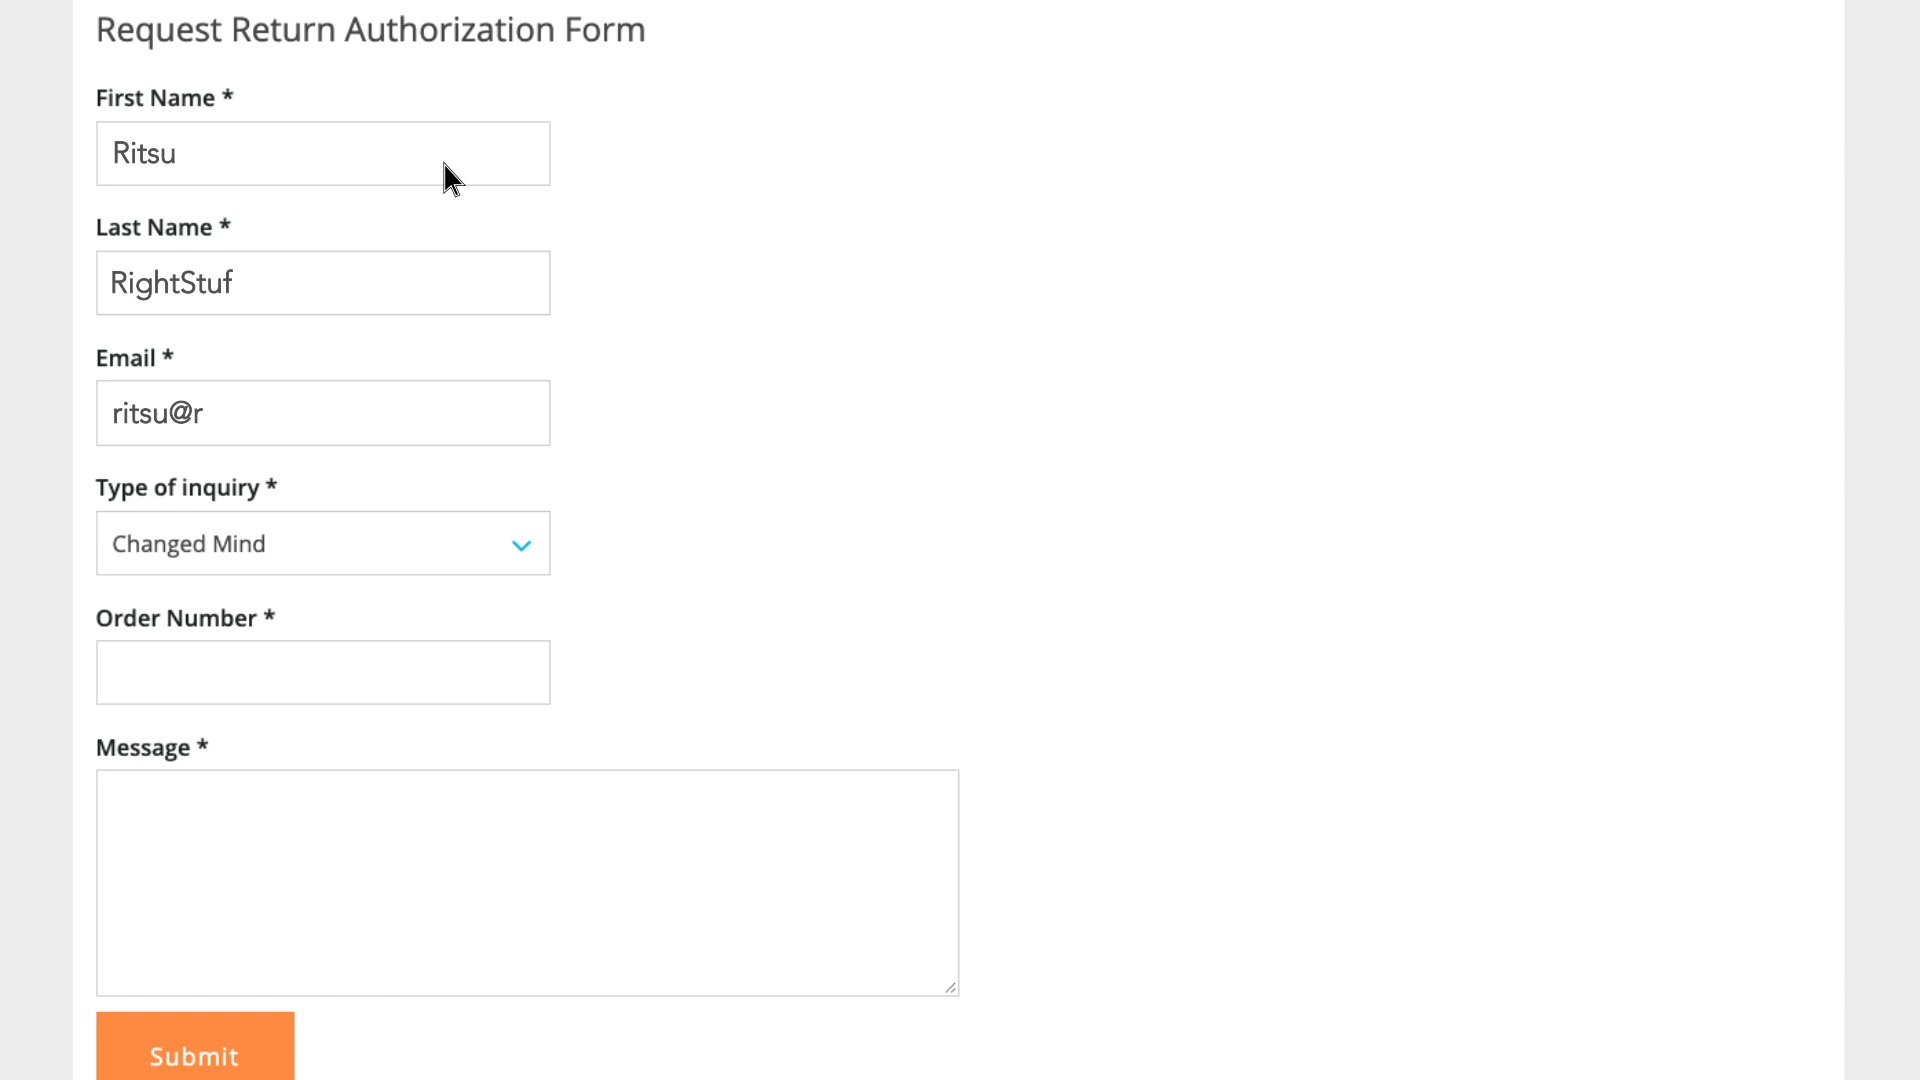 Request Return Authorization Form
First Name *
Ritsu
Last Name *
RightStuf
Email *
ritsu@r
Type of inquiry *
Changed Mind
Order Number *
Message *
Submit